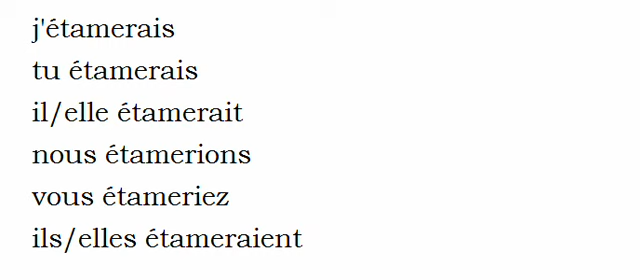 j'étamerais
tu étamerais
il/elle étamerait
nous étamerions
vous étameriez
ils/elles étameraient